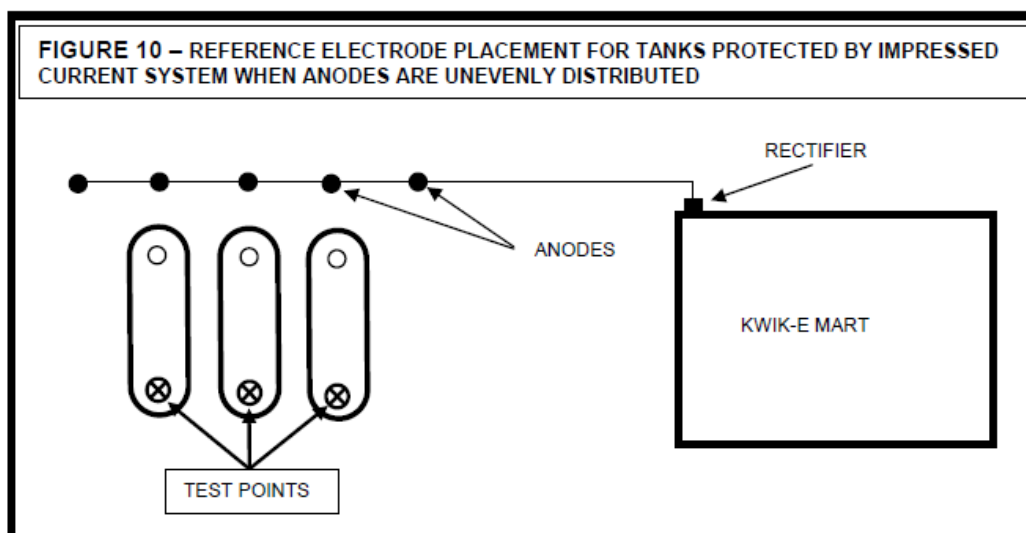 FIGURE 10 – REFERENCE ELECTRODE PLACEMENT FOR TANKS PROTECTED BY IMPRESSED
CURRENT SYSTEM WHEN ANODES ARE UNEVENLY DISTRIBUTED
RECTIFIER
ANODES
KWIK-E MART
TEST POINTS